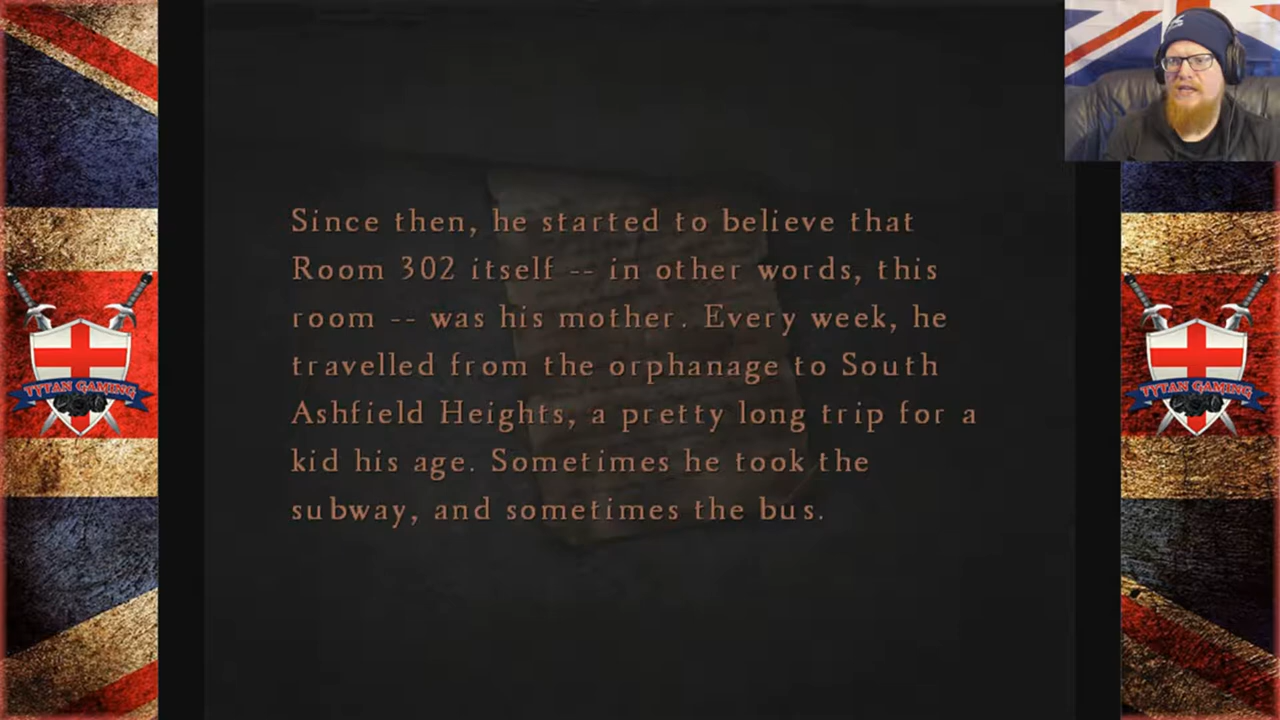 Since then, he started to believe that
Room 302 itself -- in other words, this
room -- was his mother. Every week, he
travelled from the orphanage to South
Ashfield Heights, a pretty long trip for a
kid his age. Sometimes he took the
subway, and sometimes the bus.
TYTAN GAMING
TYTAN GAMING